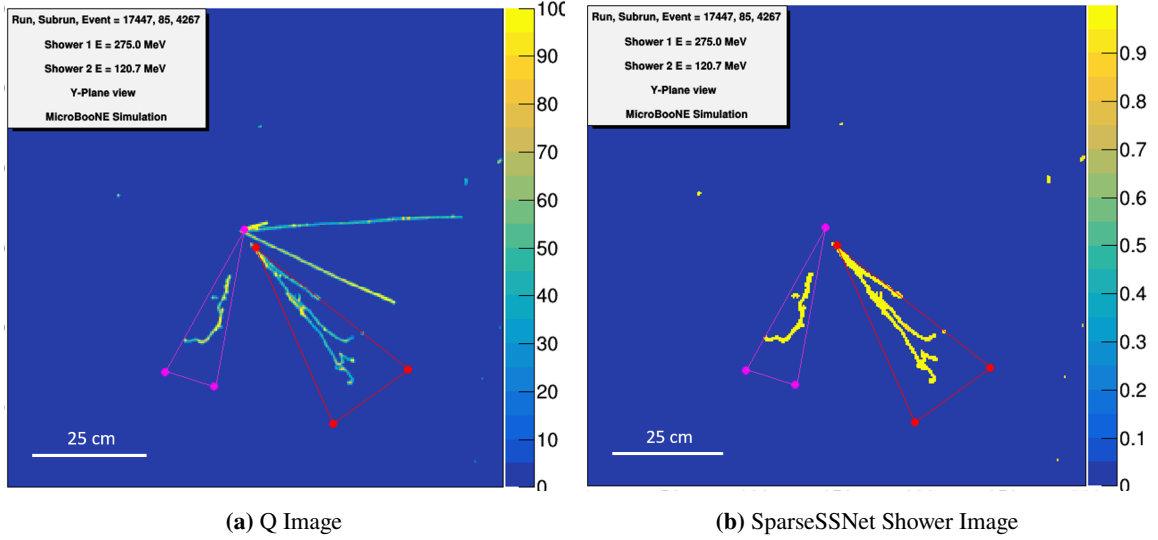 Run, Subrun, Event = 17447, 85, 4267
Shower 1 E = 275.0 MeV
Shower 2 E = 120.7 MeV
Y-Plane view
MicroBooNE Simulation
100
90
80
70
60
50
40
30
20
10
0
25 cm
(a) Q Image
Run, Subrun, Event = 17447, 85, 4267
Shower 1 E = 275.0 MeV
Shower 2 E = 120.7 MeV
Y-Plane view
MicroBooNE Simulation
0.9
0.8
0.7
0.6
0.5
0.4
0.3
0.2
0.1
0
25 cm
(b) SparseSSNet Shower Image